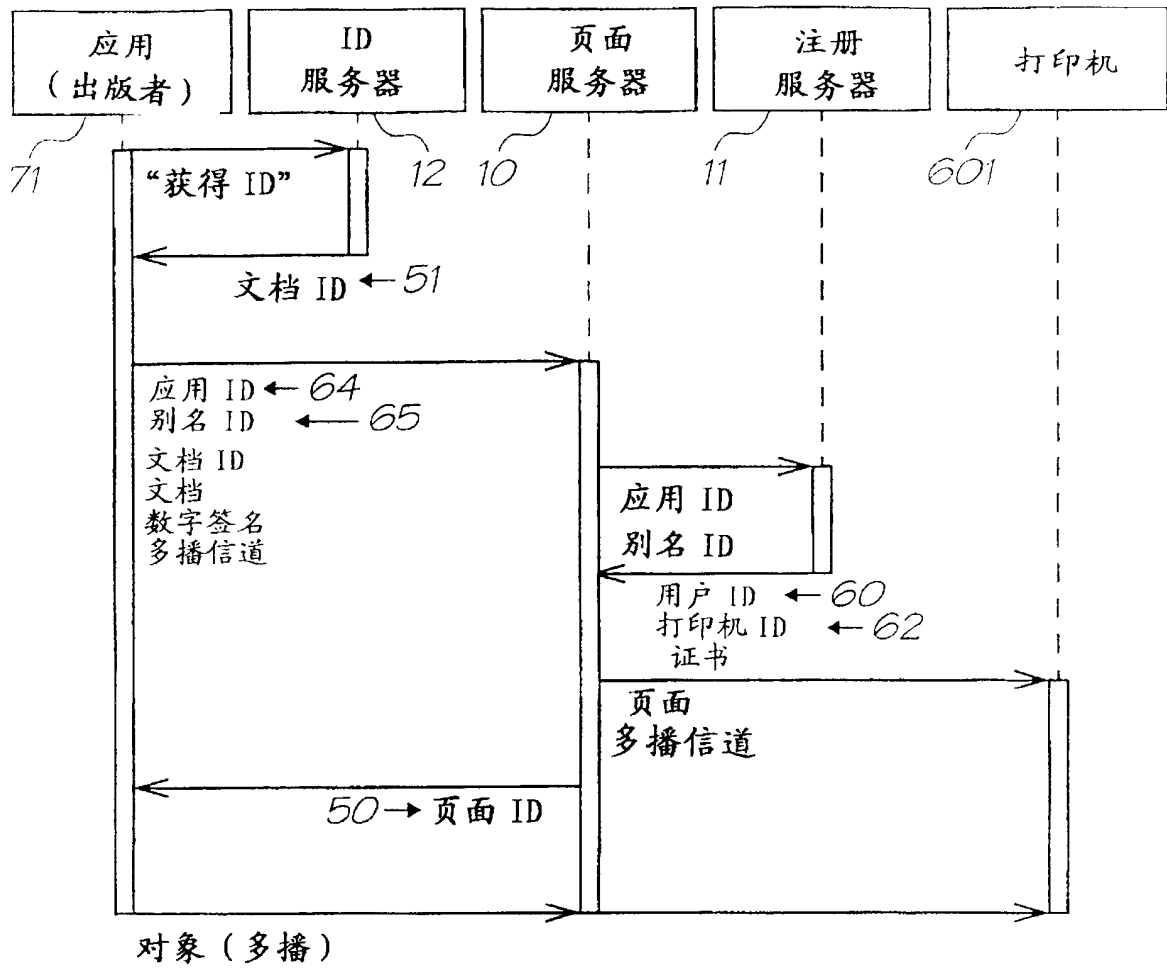 应用
(出版者)
ID
服务器
页面
服务器
注册
服务器
打印机
71
12
10
11
601
“获得 ID”
文档 ID ← 51
应用 ID ← 64
别名 ID ← 65
文档 ID
文档
数字签名
多播信道
应用 ID
别名 ID
用户 ID ← 60
打印机 ID ← 62
证书
页面
多播信道
50 → 页面 ID
对象(多播)